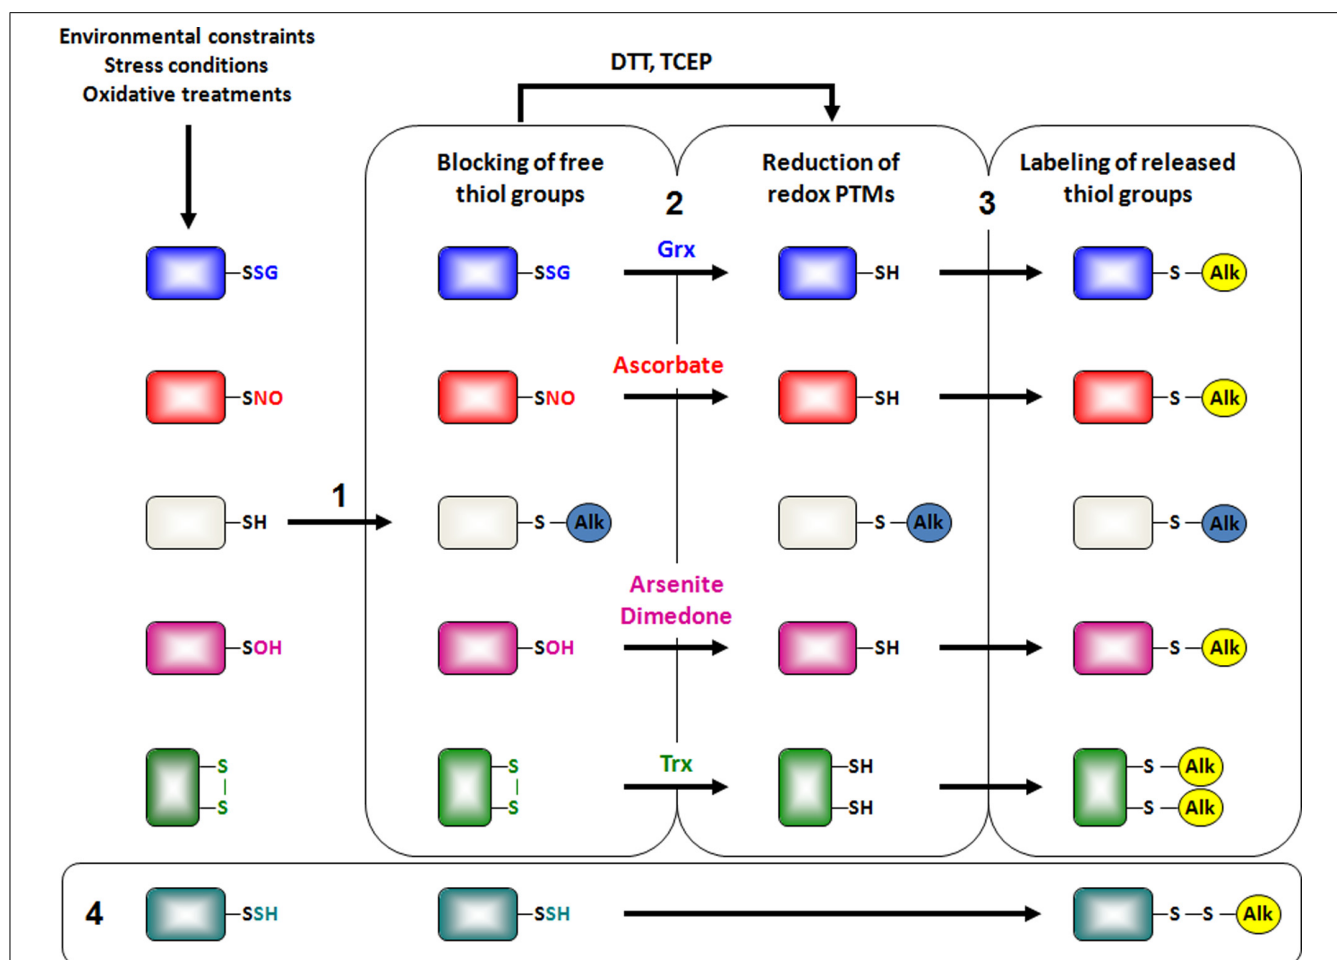 Environmental constraints
Stress conditions
Oxidative treatments
DTT, TCEP
Blocking of free
thiol groups
2
Reduction of
redox PTMs
3
Labeling of released
thiol groups
SSG
SSG
Grx
SH
S
Alk
SNO
SNO
Ascorbate
SH
S
Alk
SH
1
S
Alk
S
Alk
S
Alk
SOH
SOH
Arsenite
Dimedone
SH
S
Alk
S
S
S
S
Trx
SH
SH
S
Alk
S
Alk
4
SSH
SSH
S
S
Alk